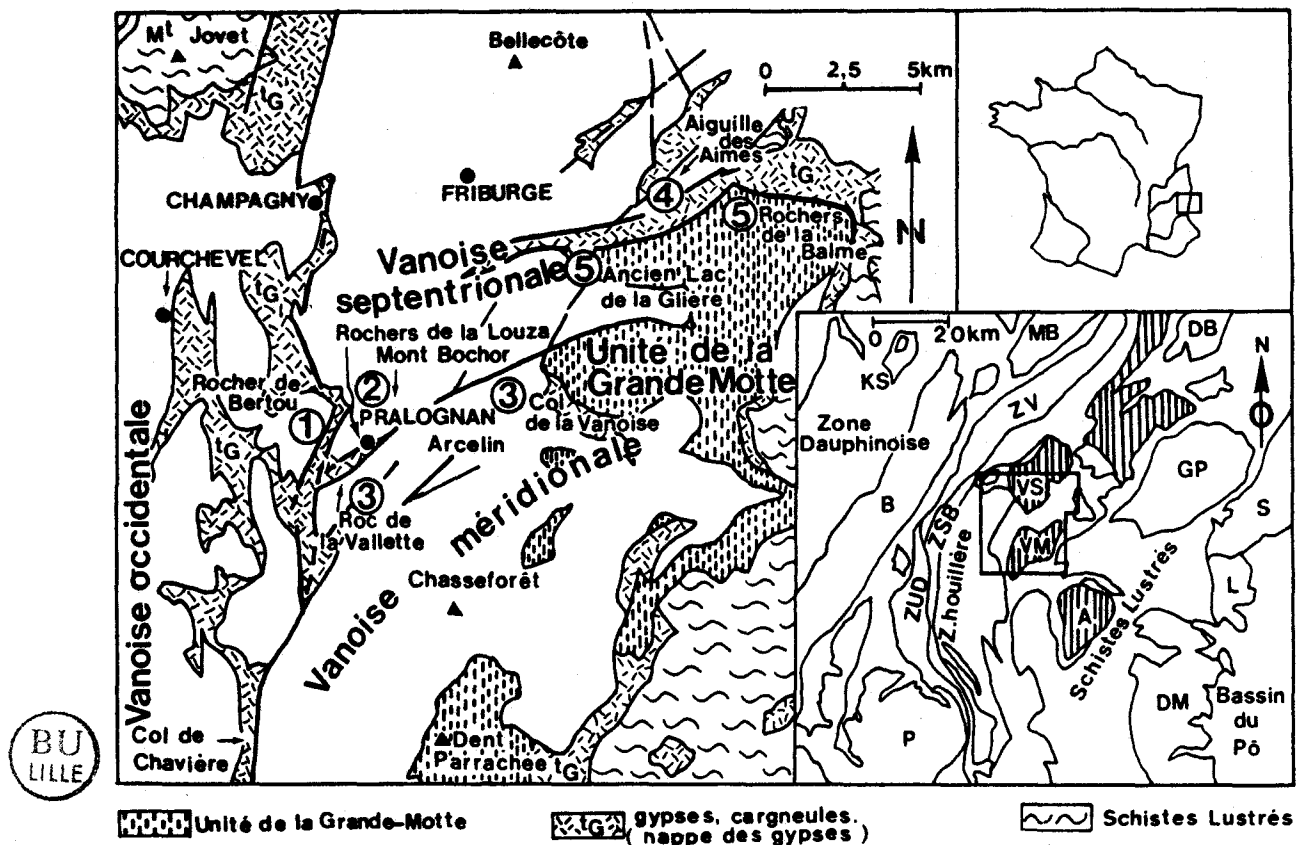 Mt Jovet
Bellecôte
0 2,5 5km
tG
Aiguille
des
Aimes
tG
CHAMPAGNY
FRIBURGE
4
5
Rochers
de la
Balme
N
COURCHEVEL
tG
Vanoise
septentrionale
5
Ancien Lac
de la Glière
Rochers de la Louza
Mont Bochor
Unité de la
Grande Motte
Rocher de
Bertou
2
3
1
PRALOGNAN
Col
de la Vanoise
Arcelin
tG
3
Roc de
la Vallette
Vanoise occidentale
Vanoise méridionale
Chasseforêt
Col de
Chavière
Dent
Parrachée
tG
0 20km
MB
DB
N
KS
ZV
Zone
Dauphinoise
GP
VS
B
S
ZSB
VM
ZUD
Z.houillère
Schistes Lustrés
L
A
DM
Bassin
du
Pô
P
BU
LILLE
Unité de la Grande-Motte
tG gypses, cargneules.
( nappe des gypses )
Schistes Lustrés